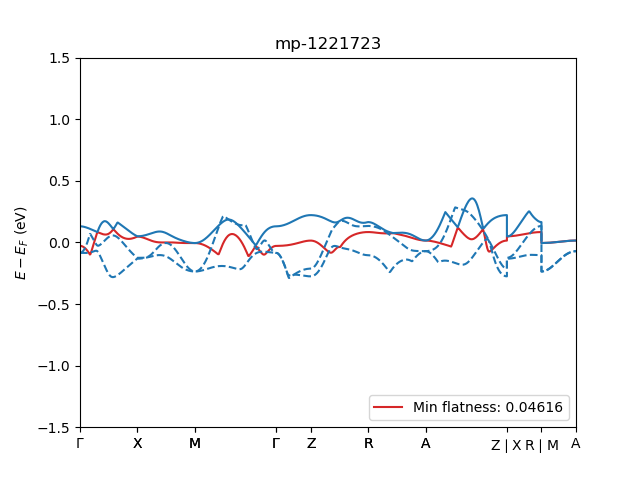 mp-1221723
1.5
1.0
0.5
0.0
−0.5
−1.0
−1.5
E − E_F (eV)
Min flatness: 0.04616
Γ X M Γ Z R A Z | X R | M A